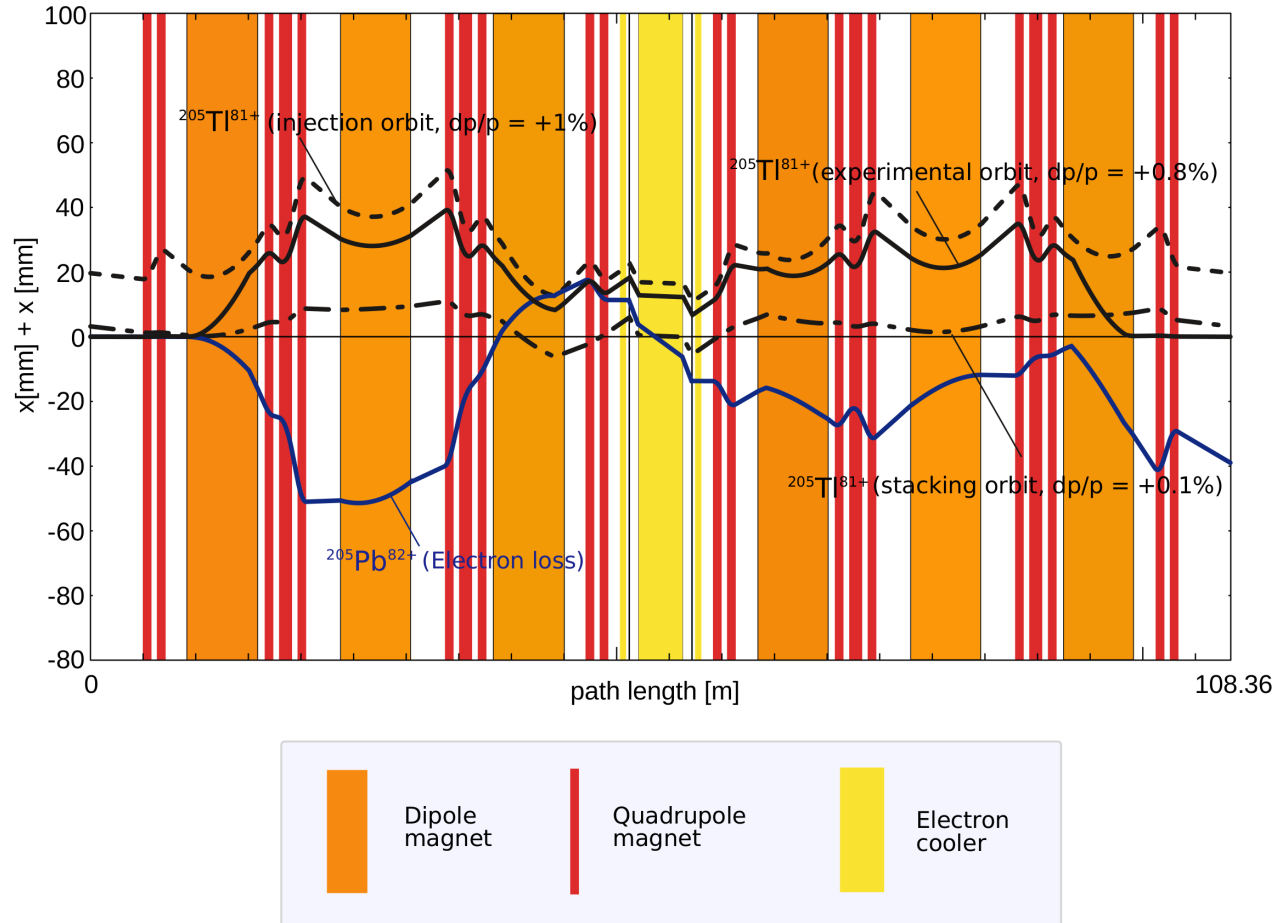 100
80
60
40
20
0
-20
-40
-60
-80
x[mm] + x [mm]
²⁰⁵Tl⁸¹⁺ (injection orbit, dp/p = +1%)
²⁰⁵Tl⁸¹⁺(experimental orbit, dp/p = +0.8%)
²⁰⁵Tl⁸¹⁺(stacking orbit, dp/p = +0.1%)
²⁰⁵Pb⁸²⁺(Electron loss)
0
path length [m]
108.36
Dipole
magnet
Quadrupole
magnet
Electron
cooler